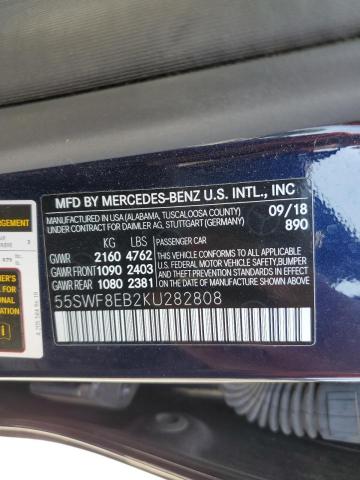 MFD BY MERCEDES-BENZ U.S. INTL., INC
MANUFACTURED IN USA (ALABAMA, TUSCALOOSA COUNTY) 09/18
UNDER CONTRACT FOR DAIMLER AG, STUTTGART (GERMANY) 890
KG LBS PASSENGER CAR
GVWR 2160 4762
GAWR FRONT 1090 2403
GAWR REAR 1080 2381
THIS VEHICLE CONFORMS TO ALL APPLICABLE
U.S. FEDERAL MOTOR VEHICLE SAFETY, BUMPER
AND THEFT PREVENTION STANDARDS IN
EFFECT ON THE DATE OF MANUFACTURE
SHOWN ABOVE
55SWF8EB2KU282808